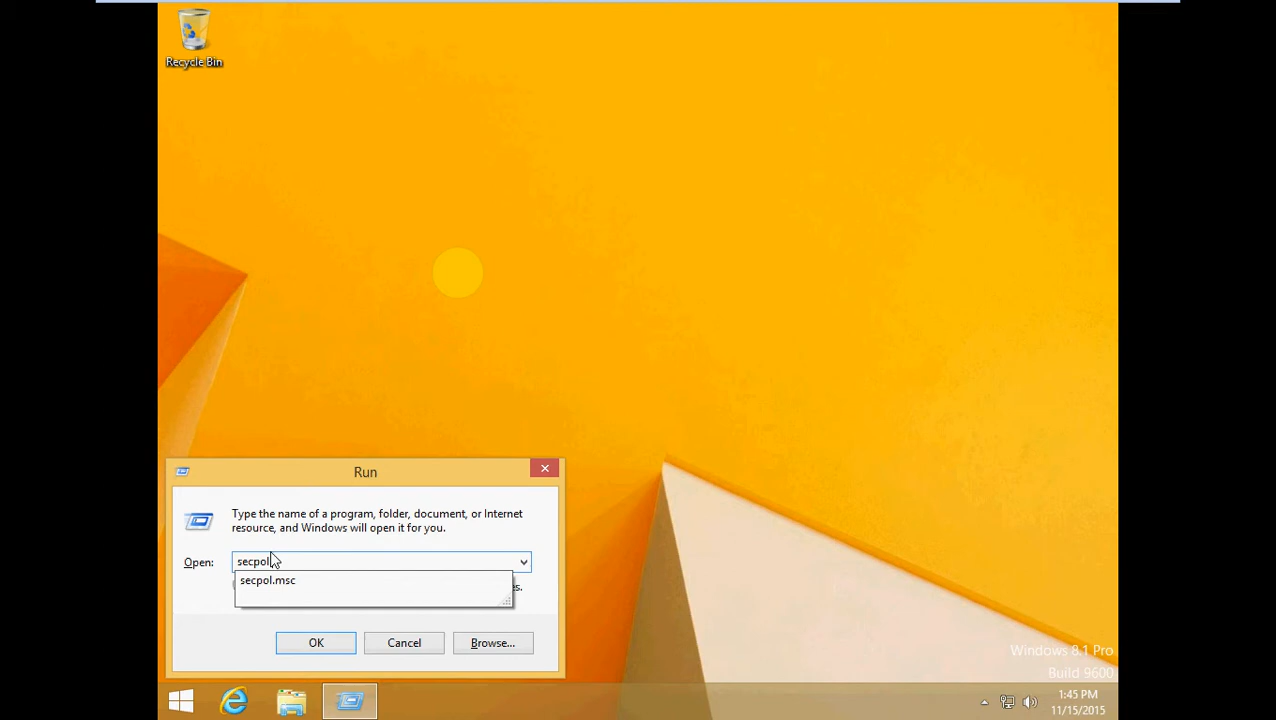 Recycle Bin
Run
Type the name of a program, folder, document, or Internet
resource, and Windows will open it for you.
Open:
secpol
secpol.msc
es.
OK
Cancel
Browse...
Windows 8.1 Pro
Build 9600
1:45 PM
11/15/2015